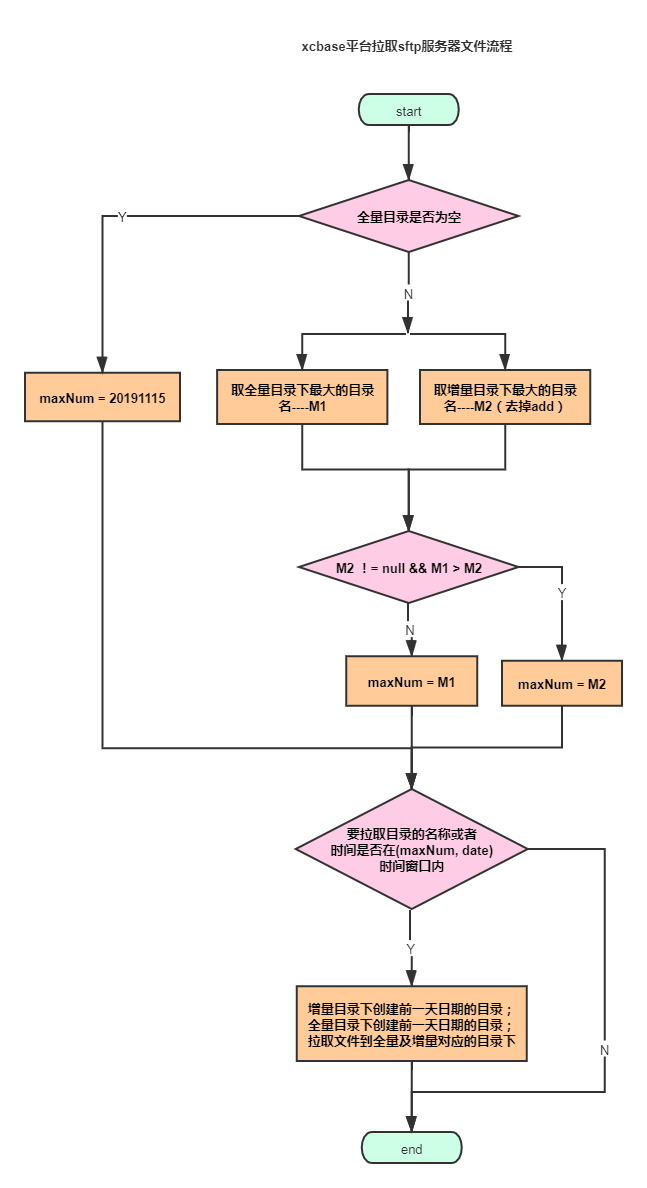 xcbase平台拉取sftp服务器文件流程
start
全量目录是否为空
Y
N
maxNum = 20191115
取全量目录下最大的目录
名----M1
取增量目录下最大的目录
名----M2（去掉add）
M2 ！= null && M1 > M2
Y
N
maxNum = M1
maxNum = M2
要拉取目录的名称或者
时间是否在(maxNum, date)
时间窗口内
Y
增量目录下创建前一天日期的目录；
全量目录下创建前一天日期的目录；
拉取文件到全量及增量对应的目录下
N
end